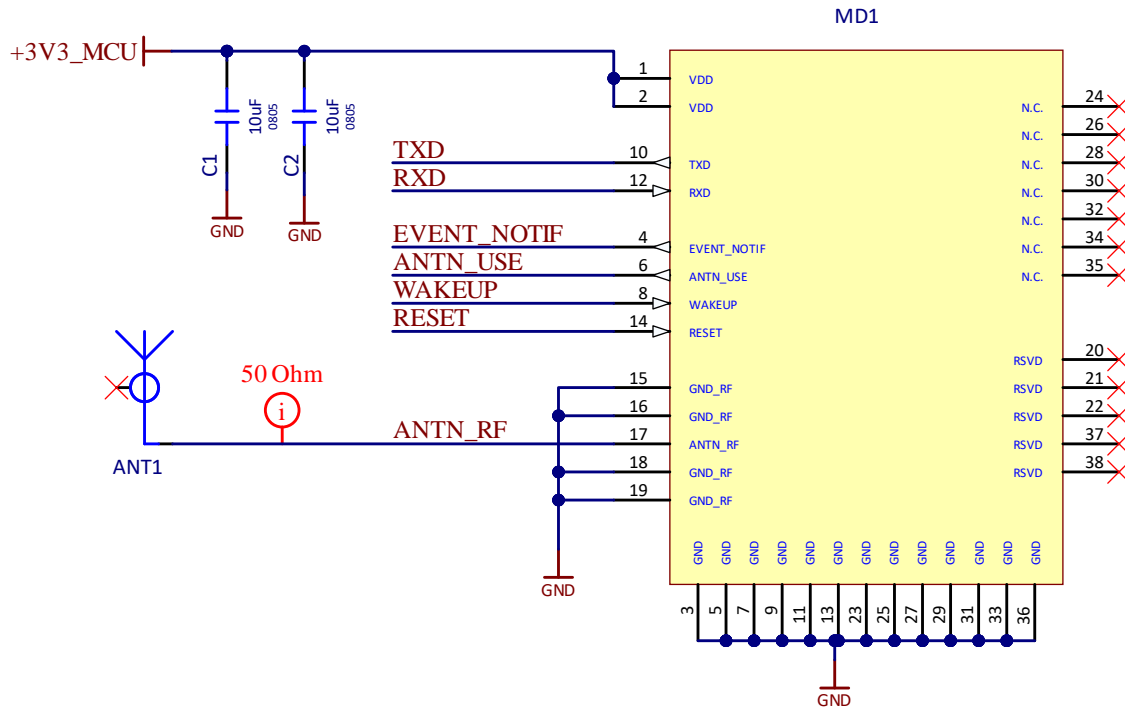 MD1
+3V3_MCU
10uF
0805
C1
10uF
0805
C2
GND
GND
1 VDD
2 VDD
TXD 10 TXD
RXD 12 RXD
EVENT_NOTIF 4 EVENT_NOTIF
ANTN_USE 6 ANTN_USE
WAKEUP 8 WAKEUP
RESET 14 RESET
15 GND_RF
16 GND_RF
ANTN_RF 17 ANTN_RF
18 GND_RF
19 GND_RF
GND
50 Ohm
i
ANT1
N.C. 24
N.C. 26
N.C. 28
N.C. 30
N.C. 32
N.C. 34
N.C. 35
RSVD 20
RSVD 21
RSVD 22
RSVD 37
RSVD 38
GND GND GND GND GND GND GND GND GND GND GND GND GND
3 5 7 9 11 13 23 25 27 29 31 33 36
GND